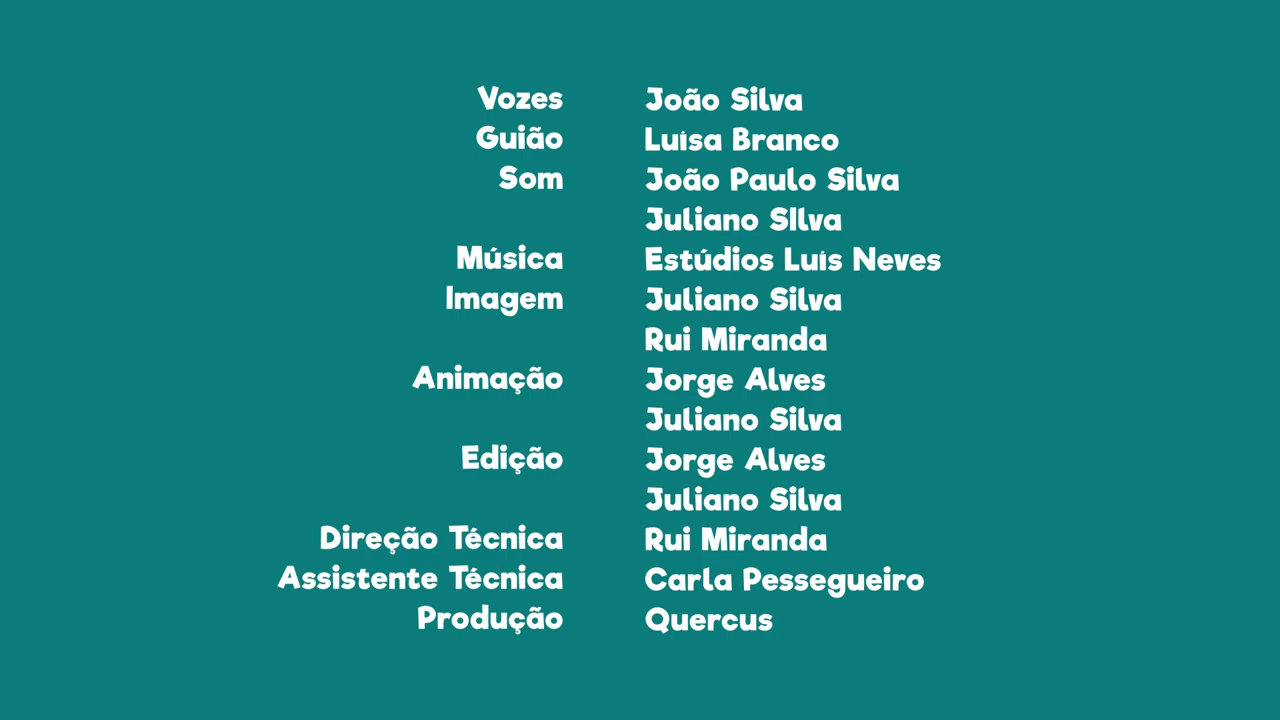 Vozes João Silva
Guião Luísa Branco
Som João Paulo Silva
Juliano SIlva
Música Estúdios Luís Neves
Imagem Juliano Silva
Rui Miranda
Animação Jorge Alves
Juliano Silva
Edição Jorge Alves
Juliano Silva
Direção Técnica Rui Miranda
Assistente Técnica Carla Pessegueiro
Produção Quercus